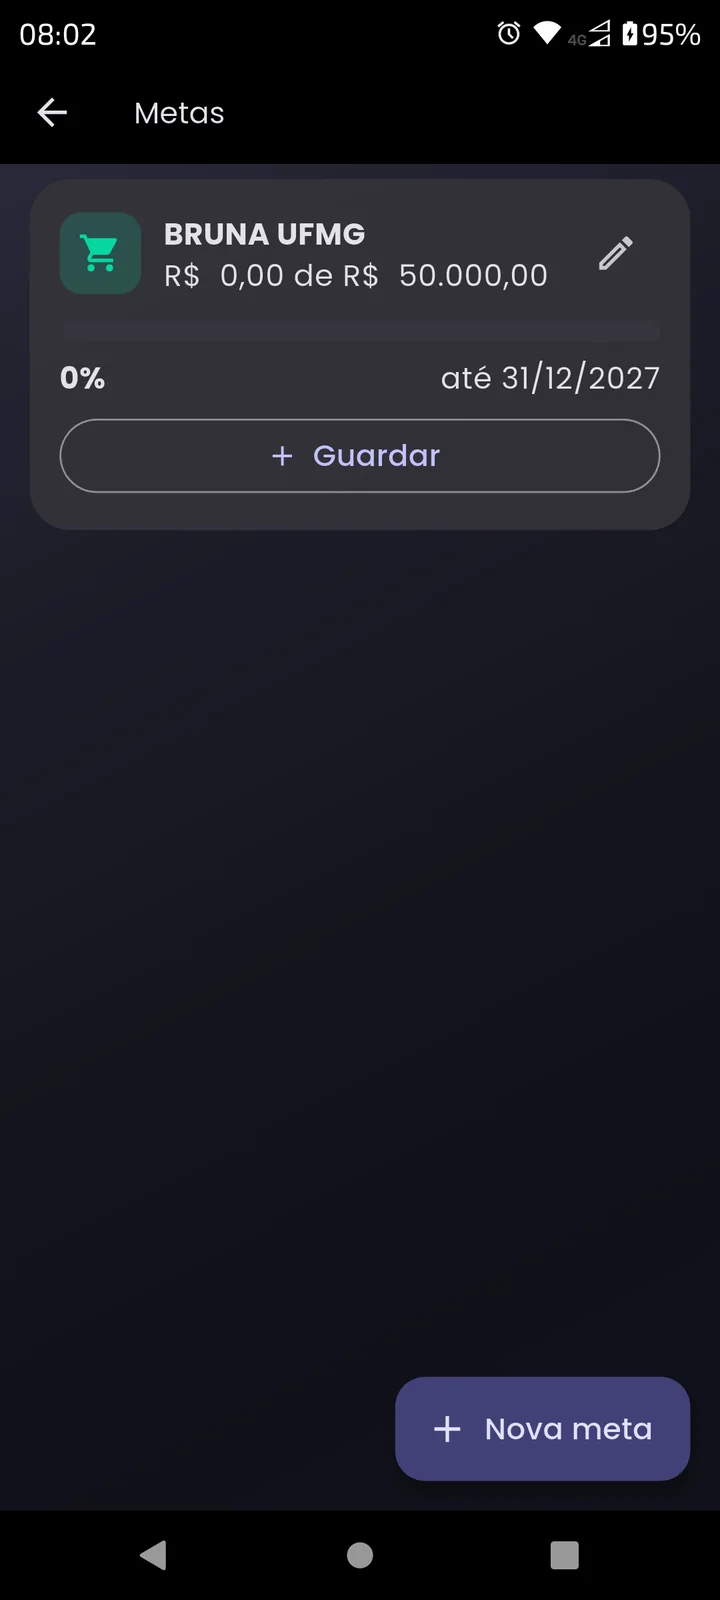 08:02
4G
95%
Metas
BRUNA UFMG
R$ 0,00 de R$ 50.000,00
0%
até 31/12/2027
+ Guardar
+ Nova meta